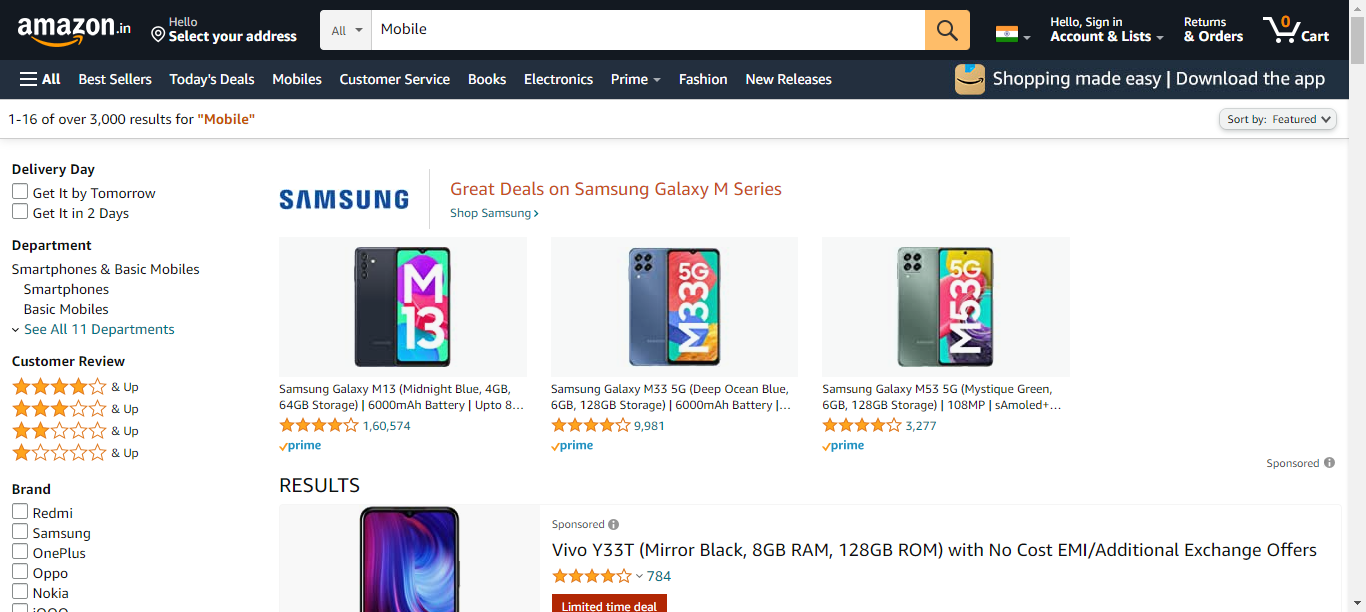 amazon.in
Hello
Select your address
All
Mobile
Hello, Sign in
Account & Lists
Returns
& Orders
0
Cart
All
Best Sellers
Today's Deals
Mobiles
Customer Service
Books
Electronics
Prime
Fashion
New Releases
Shopping made easy | Download the app
1-16 of over 3,000 results for "Mobile"
Sort by: Featured
Delivery Day
Get It by Tomorrow
Get It in 2 Days
Department
Smartphones & Basic Mobiles
Smartphones
Basic Mobiles
See All 11 Departments
Customer Review
& Up
& Up
& Up
& Up
Brand
Redmi
Samsung
OnePlus
Oppo
Nokia
iQOO
SAMSUNG
Great Deals on Samsung Galaxy M Series
Shop Samsung
M
13
Samsung Galaxy M13 (Midnight Blue, 4GB,
64GB Storage) | 6000mAh Battery | Upto 8...
1,60,574
prime
5G
M33
Samsung Galaxy M33 5G (Deep Ocean Blue,
6GB, 128GB Storage) | 6000mAh Battery |...
9,981
prime
5G
M53
Samsung Galaxy M53 5G (Mystique Green,
6GB, 128GB Storage) | 108MP | sAmoled+...
3,277
prime
Sponsored
RESULTS
Sponsored
Vivo Y33T (Mirror Black, 8GB RAM, 128GB ROM) with No Cost EMI/Additional Exchange Offers
784
Limited time deal